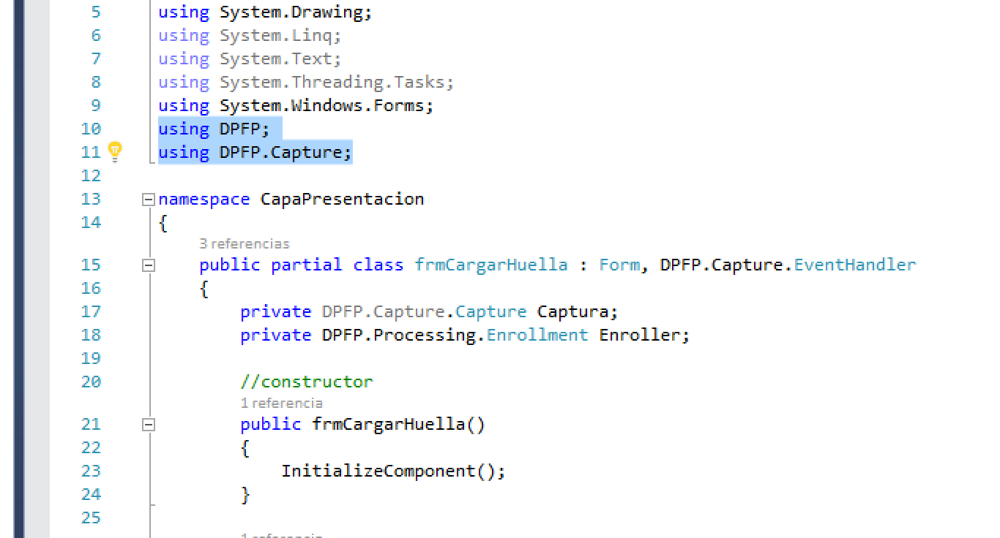 5 using System.Drawing;
6 using System.Linq;
7 using System.Text;
8 using System.Threading.Tasks;
9 using System.Windows.Forms;
10 using DPFP;
11 using DPFP.Capture;
12
13 namespace CapaPresentacion
14 {
3 referencias
15 public partial class frmCargarHuella : Form, DPFP.Capture.EventHandler
16 {
17 private DPFP.Capture.Capture Captura;
18 private DPFP.Processing.Enrollment Enroller;
19
20 //constructor
1 referencia
21 public frmCargarHuella()
22 {
23 InitializeComponent();
24 }
25
1 referencia